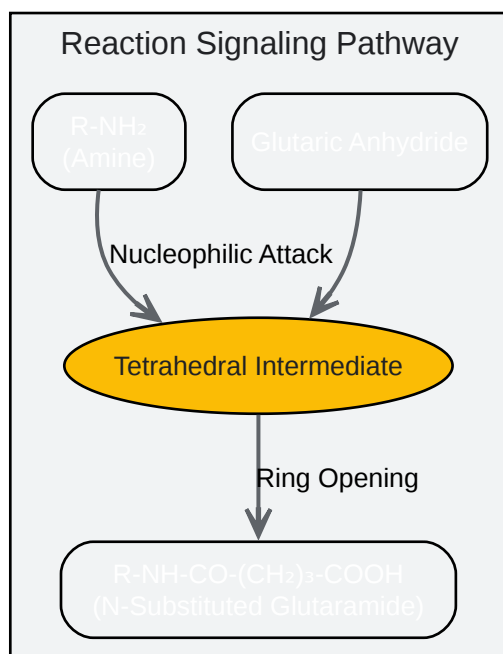 Reaction Signaling Pathway
R-NH₂
(Amine)
Glutaric Anhydride
Nucleophilic Attack
Tetrahedral Intermediate
Ring Opening
R-NH-CO-(CH₂)₃-COOH
(N-Substituted Glutaramide)